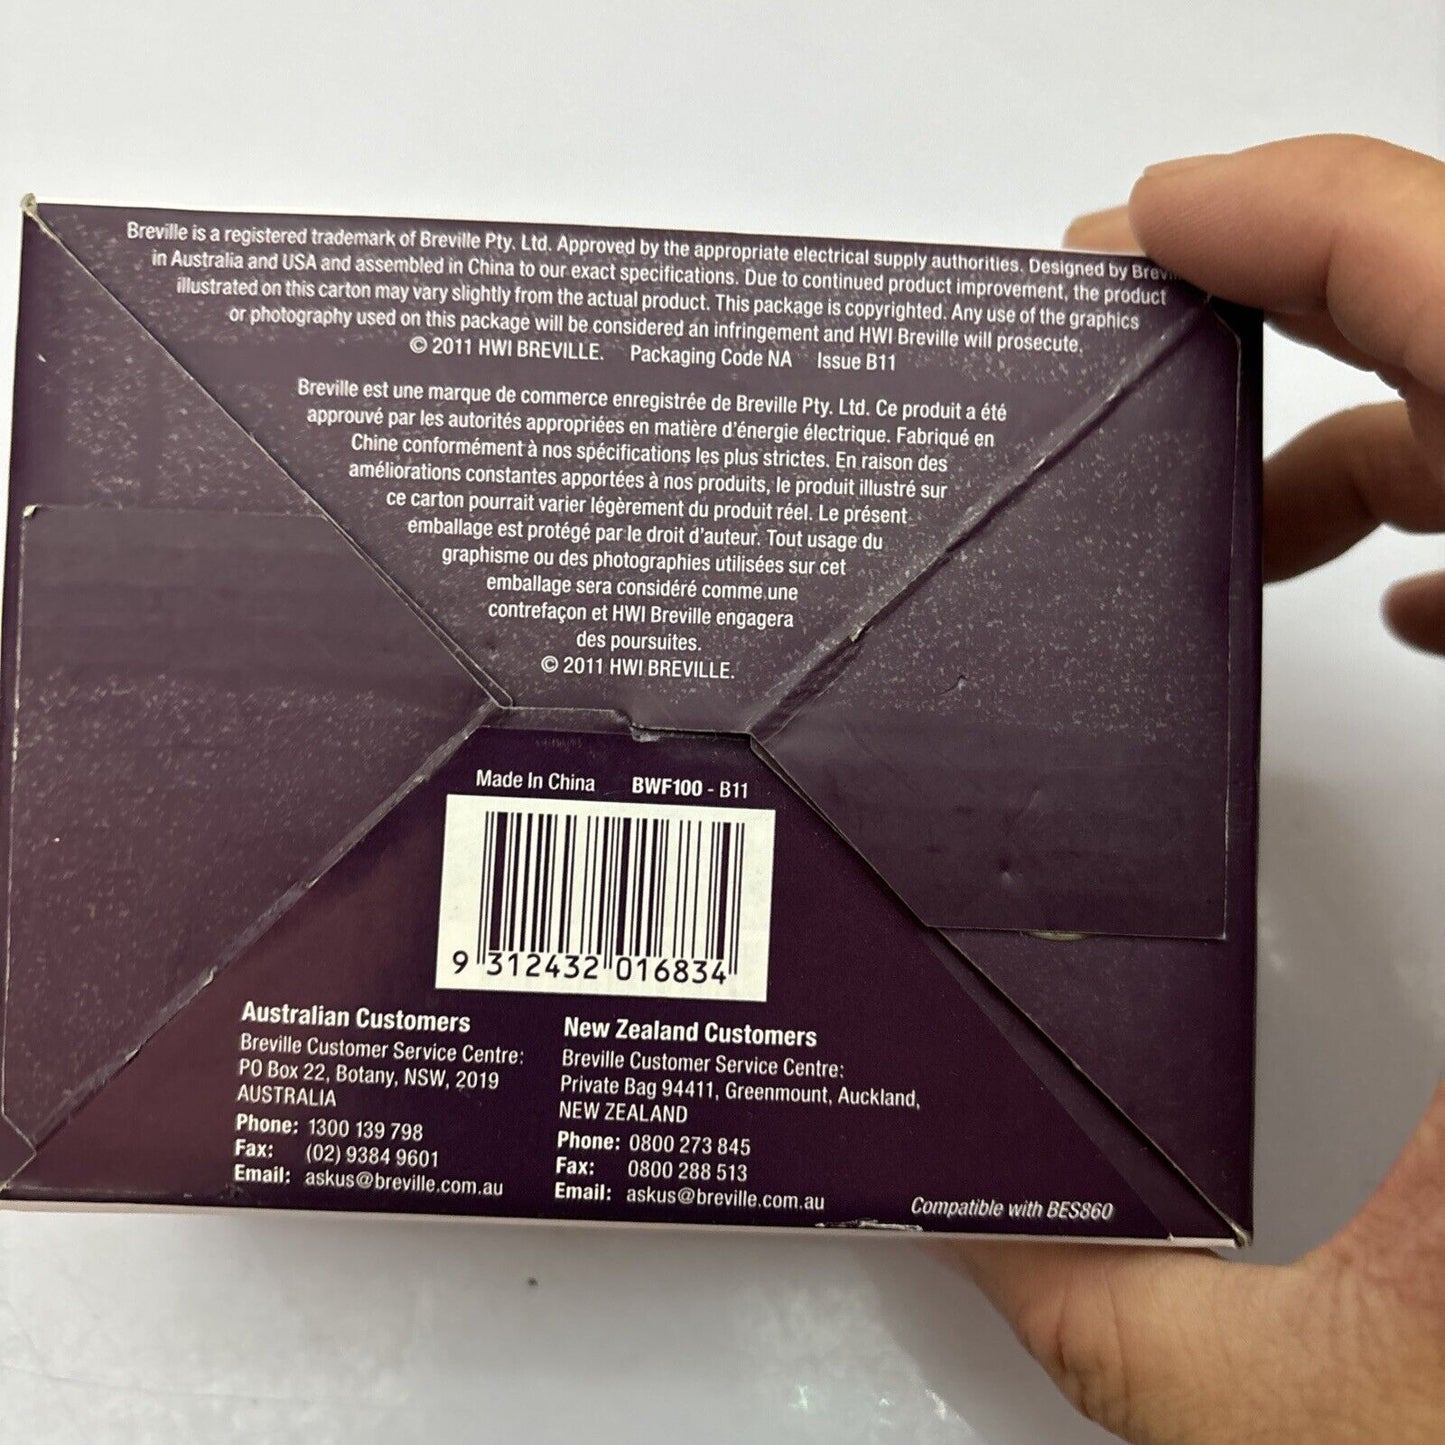 Breville is a registered trademark of Breville Pty. Ltd. Approved by the appropriate electrical supply authorities. Designed by
in Australia and USA and assembled in China to our exact specifications. Due to continued product improvement, the product
illustrated on this carton may vary slightly from the actual product. This package is copyrighted. Any use of the graphics
or photography used on this package will be considered an infringement and HWI Breville will prosecute.
© 2011 HWI BREVILLE. Packaging Code NA Issue B11
Breville est une marque de commerce enregistrée de Breville Pty. Ltd. Ce produit a été
approuvé par les autorités appropriées en matière d'énergie électrique. Fabriqué en
Chine conformément à nos spécifications les plus strictes. En raison des
améliorations constantes apportées à nos produits, le produit illustré sur
ce carton pourrait varier légèrement du produit réel. Le présent
emballage est protégé par le droit d'auteur. Tout usage du
graphisme ou des photographies utilisées sur cet
emballage sera considéré comme une
contrefaçon et HWI Breville engagera
des poursuites.
© 2011 HWI BREVILLE.
Made In China BWF100 - B11
9 312432 016834
Australian Customers
Breville Customer Service Centre:
PO Box 22, Botany, NSW, 2019
AUSTRALIA
Phone: 1300 139 798
Fax: (02) 9384 9601
Email: askus@breville.com.au
New Zealand Customers
Breville Customer Service Centre:
Private Bag 94411, Greenmount, Auckland,
NEW ZEALAND
Phone: 0800 273 845
Fax: 0800 288 513
Email: askus@breville.com.au
Compatible with BES860